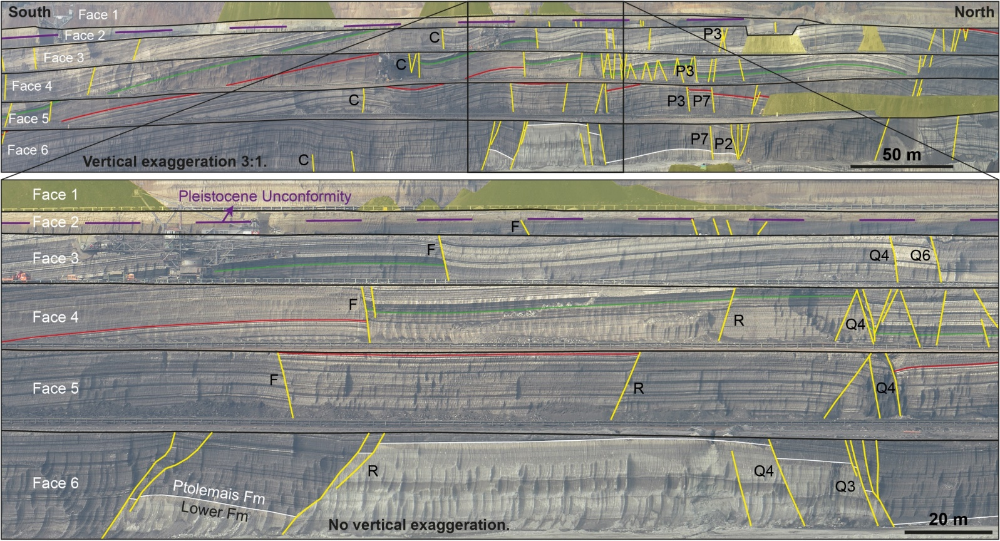 South Face 1 North
Face 2 C P3
Face 3 C P3
Face 4 C P3 P7
Face 5
Face 6 C P7 P2
Vertical exaggeration 3:1. 50 m
Face 1 Pleistocene Unconformity
Face 2 F
Face 3 F Q4 Q6
Face 4 F R Q4
Face 5 F R Q4
Face 6 R Q4 Q3
Ptolemais Fm
Lower Fm
No vertical exaggeration. 20 m